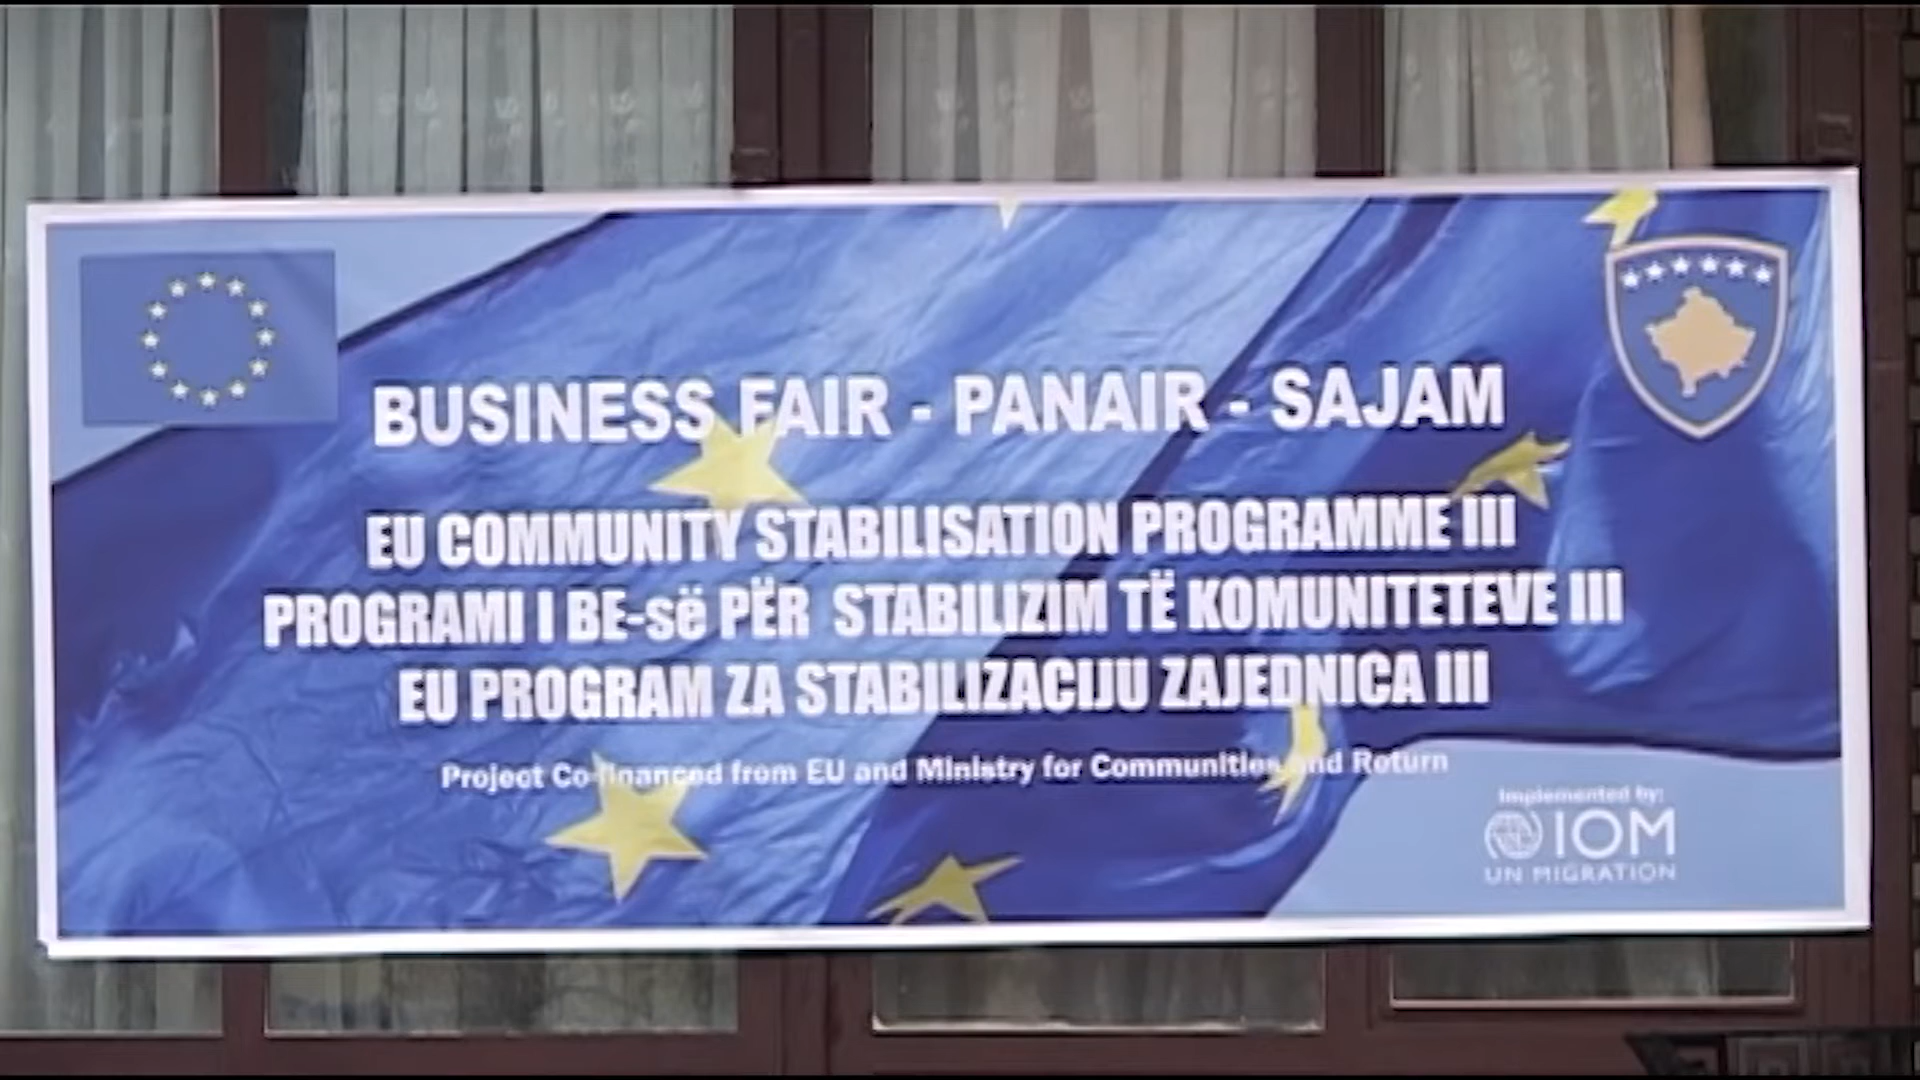 BUSINESS FAIR - PANAIR - SAJAM
EU COMMUNITY STABILISATION PROGRAMME III
PROGRAMI I BE-së PËR STABILIZIM TË KOMUNITETEVE III
EU PROGRAM ZA STABILIZACIJU ZAJEDNICA III
Project Co-financed from EU and Ministry for Communities and Return
Implemented by:
IOM
UN MIGRATION